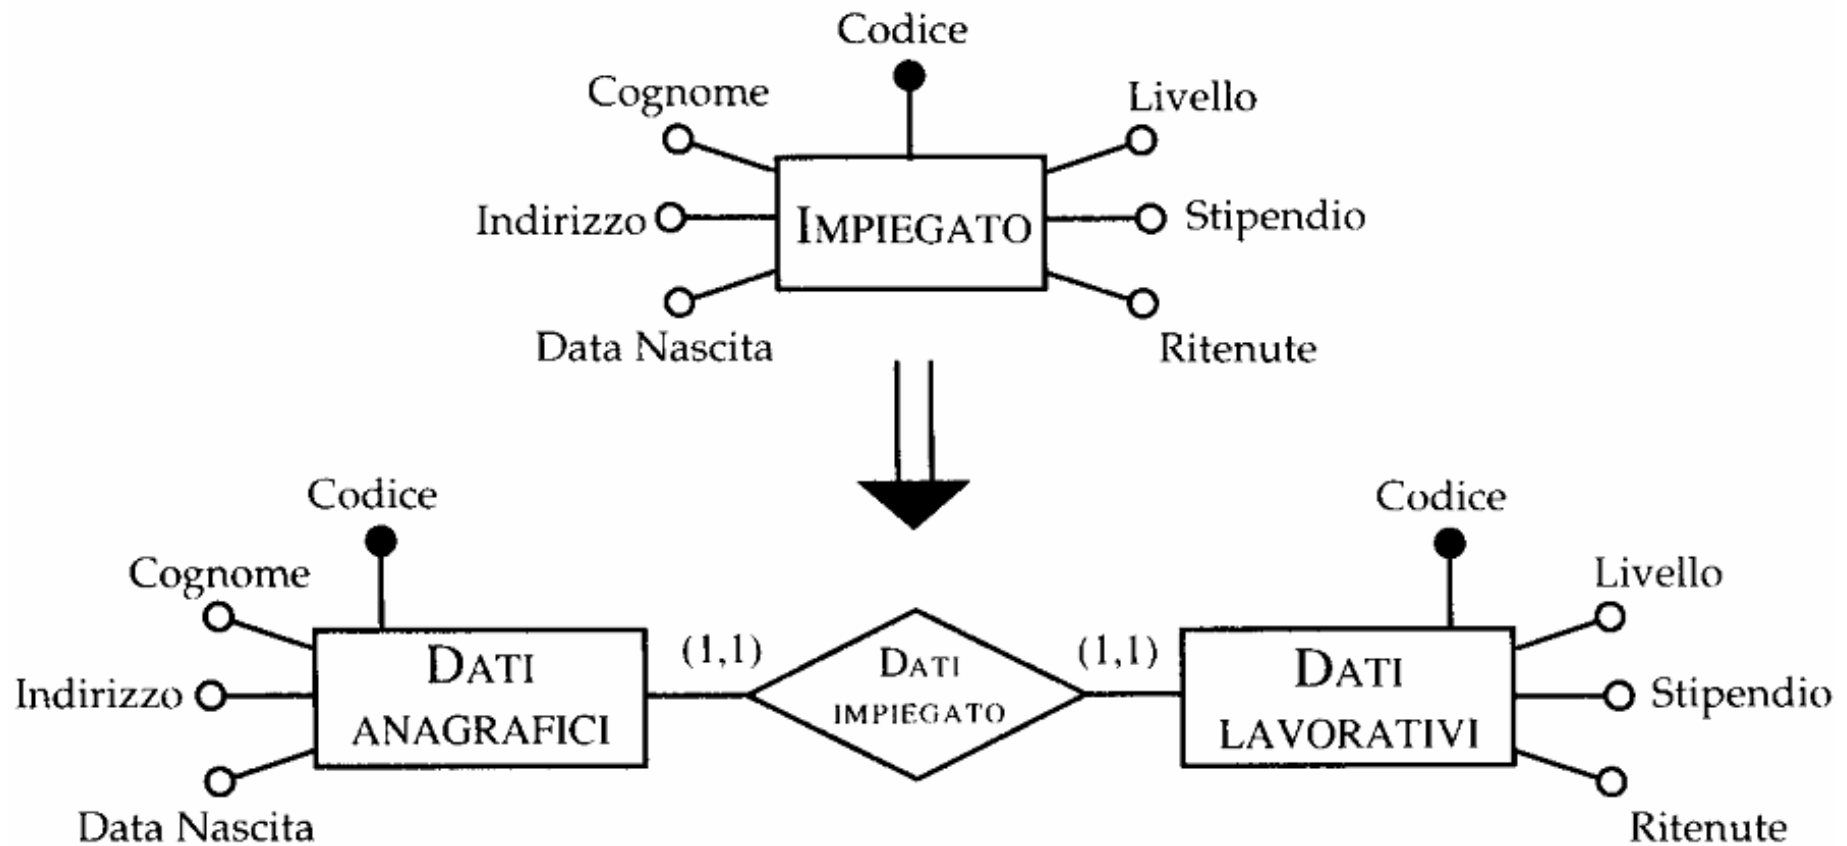 Codice
Cognome
Livello
Indirizzo
IMPIEGATO
Stipendio
Data Nascita
Ritenute
Codice
Codice
Cognome
Livello
DATI
ANAGRAFICI
(1,1)
DATI
IMPIEGATO
(1,1)
DATI
LAVORATIVI
Indirizzo
Stipendio
Data Nascita
Ritenute